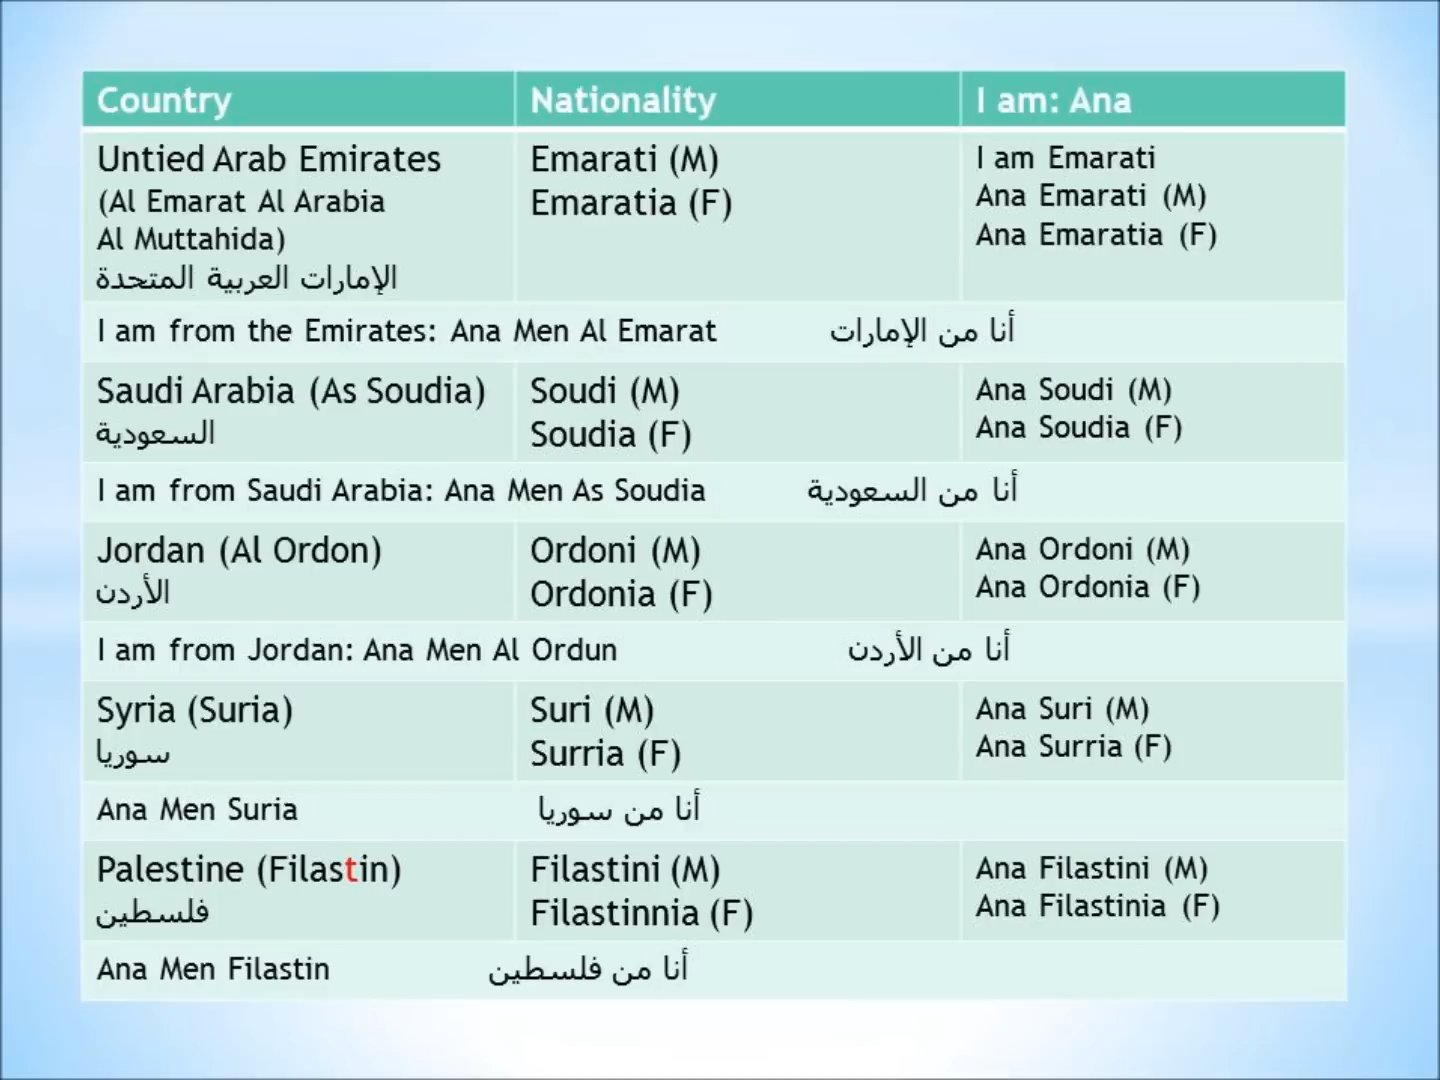 Country Nationality I am: Ana
Untied Arab Emirates
(Al Emarat Al Arabia
Al Muttahida)
الإمارات العربية المتحدة
Emarati (M)
Emaratia (F)
I am Emarati
Ana Emarati (M)
Ana Emaratia (F)
I am from the Emirates: Ana Men Al Emarat أنا من الإمارات
Saudi Arabia (As Soudia)
السعودية
Soudi (M)
Soudia (F)
Ana Soudi (M)
Ana Soudia (F)
I am from Saudi Arabia: Ana Men As Soudia أنا من السعودية
Jordan (Al Ordon)
الأردن
Ordoni (M)
Ordonia (F)
Ana Ordoni (M)
Ana Ordonia (F)
I am from Jordan: Ana Men Al Ordun أنا من الأردن
Syria (Suria)
سوريا
Suri (M)
Surria (F)
Ana Suri (M)
Ana Surria (F)
Ana Men Suria أنا من سوريا
Palestine (Filastin)
فلسطين
Filastini (M)
Filastinnia (F)
Ana Filastini (M)
Ana Filastinia (F)
Ana Men Filastin أنا من فلسطين